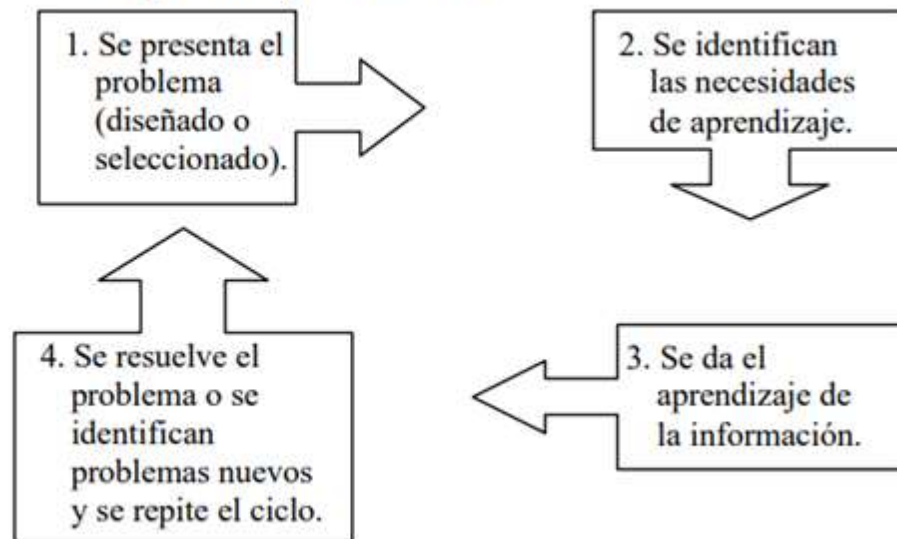 1. Se presenta el
problema
(diseñado o
seleccionado).
2. Se identifican
las necesidades
de aprendizaje.
3. Se da el
aprendizaje de
la información.
4. Se resuelve el
problema o se
identifican
problemas nuevos
y se repite el ciclo.